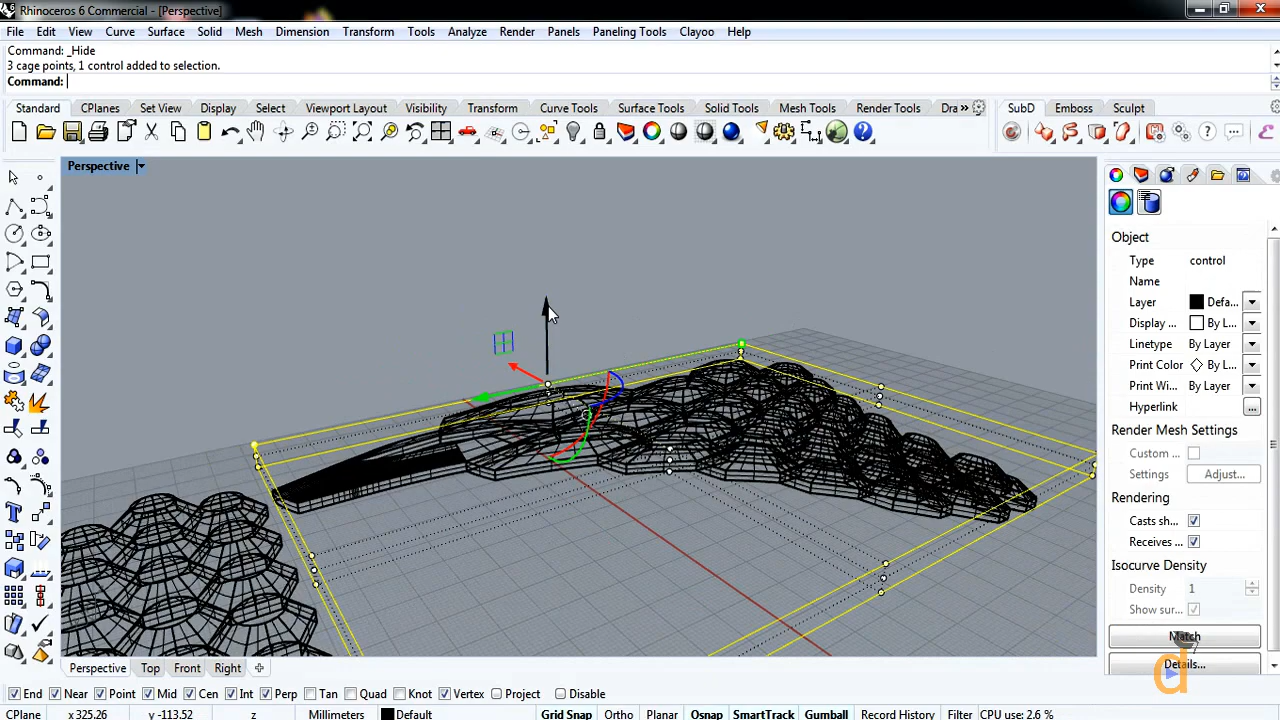 Rhinoceros 6 Commercial - [Perspective]
File Edit View Curve Surface Solid Mesh Dimension Transform Tools Analyze Render Panels Paneling Tools Clayoo Help
Command: _Hide
3 cage points, 1 control added to selection.
Command:
Standard CPlanes Set View Display Select Viewport Layout Visibility Transform Curve Tools Surface Tools Solid Tools Mesh Tools Render Tools Dra » SubD Emboss Sculpt
Perspective
Object
Type control
Name
Layer Defa...
Display ... By L...
Linetype By Layer
Print Color By L...
Print Wi... By Layer
Hyperlink ...
Render Mesh Settings
Custom ...
Settings Adjust...
Rendering
Casts sh...
Receives ...
Isocurve Density
Density 1
Show sur...
Match
Details...
Perspective Top Front Right
End Near Point Mid Cen Int Perp Tan Quad Knot Vertex Project Disable
CPlane x 325.26 y -113.52 z Millimeters Default Grid Snap Ortho Planar Osnap SmartTrack Gumball Record History Filter CPU use: 2.6 %